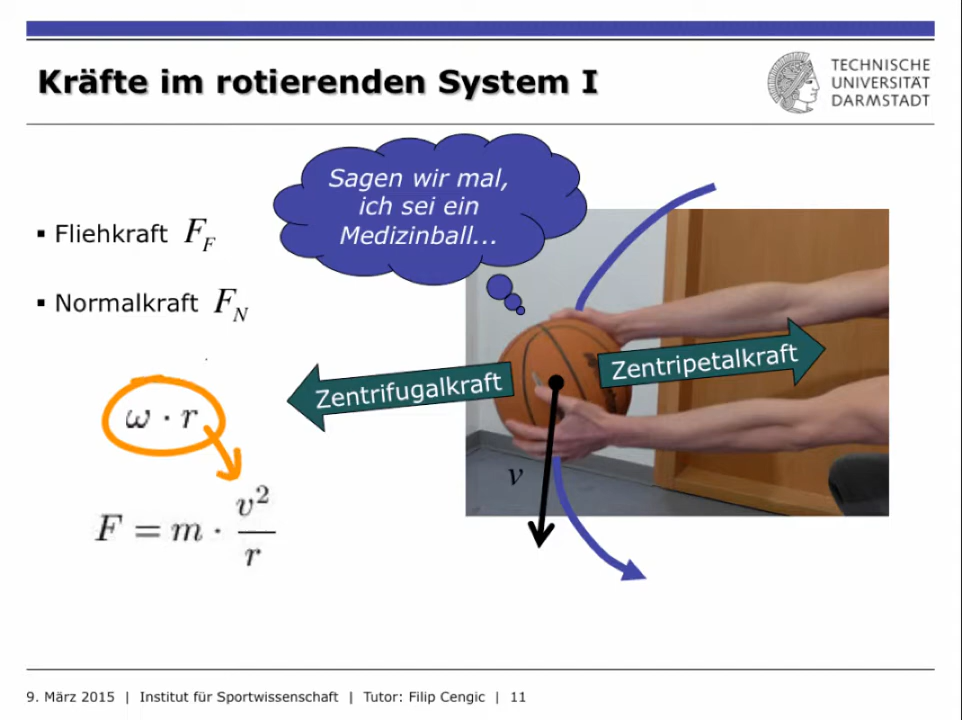 Kräfte im rotierenden System I
TECHNISCHE
UNIVERSITÄT
DARMSTADT
Sagen wir mal,
ich sei ein
Medizinball...
▪ Fliehkraft F_F
▪ Normalkraft F_N
Zentrifugalkraft
Zentripetalkraft
ω · r
v
F = m · v²/r
9. März 2015 | Institut für Sportwissenschaft | Tutor: Filip Cengic | 11